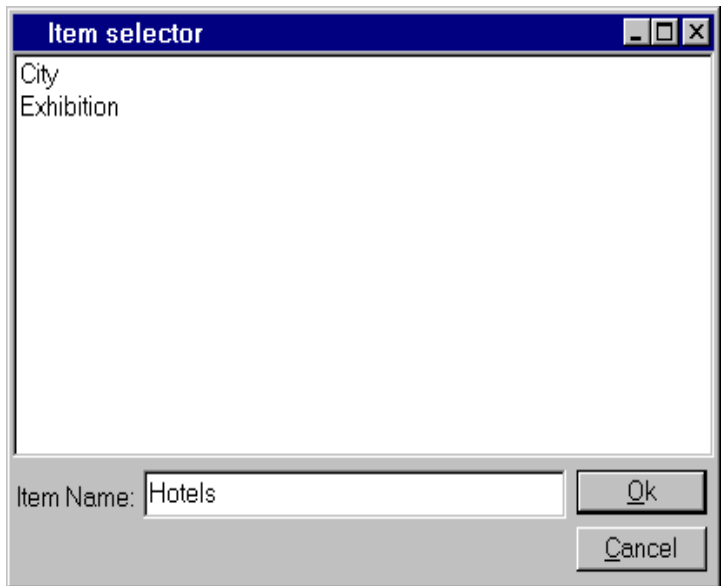 Item selector
City
Exhibition
Item Name: Hotels
Ok
Cancel